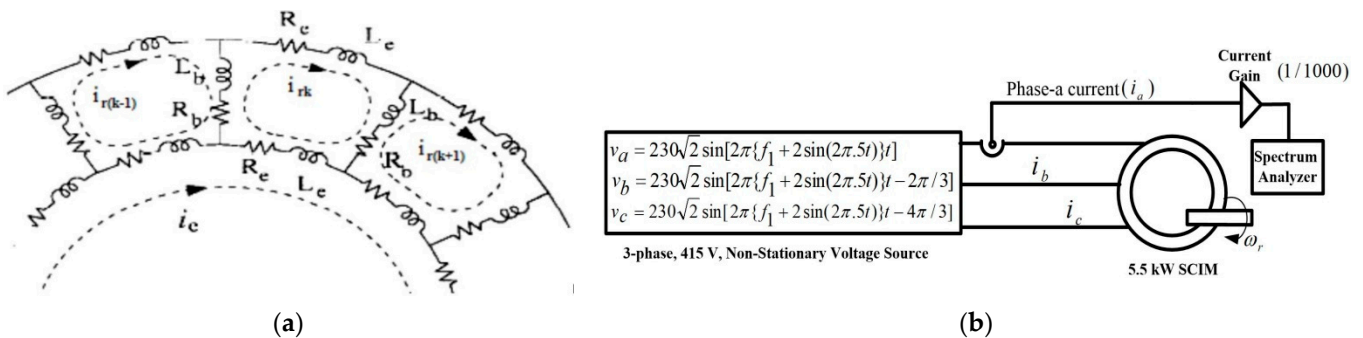 R_e
L_e
L_b
i_r(k-1)
i_rk
R_b
L_b
i_r(k+1)
R_o
R_e
L_e
i_e
(a)
Current
Gain
(1/1000)
Phase-a current(i_a)
v_a = 230√2 sin[2π{f_1 + 2sin(2π.5t)}t]
v_b = 230√2 sin[2π{f_1 + 2sin(2π.5t)}t − 2π/3]
v_c = 230√2 sin[2π{f_1 + 2sin(2π.5t)}t − 4π/3]
i_b
i_c
Spectrum
Analyzer
ω_r
3-phase, 415 V, Non-Stationary Voltage Source
5.5 kW SCIM
(b)